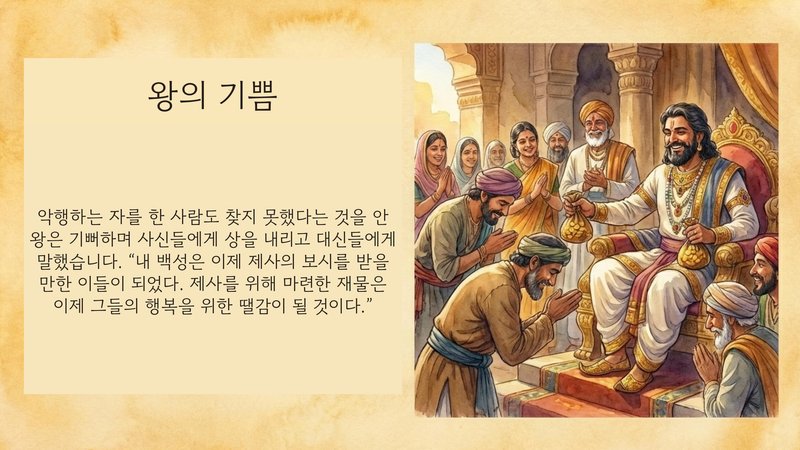 왕의 기쁨
악행하는 자를 한 사람도 찾지 못했다는 것을 안
왕은 기뻐하며 사신들에게 상을 내리고 대신들에게
말했습니다. “내 백성은 이제 제사의 보시를 받을
만한 이들이 되었다. 제사를 위해 마련한 재물은
이제 그들의 행복을 위한 땔감이 될 것이다.”